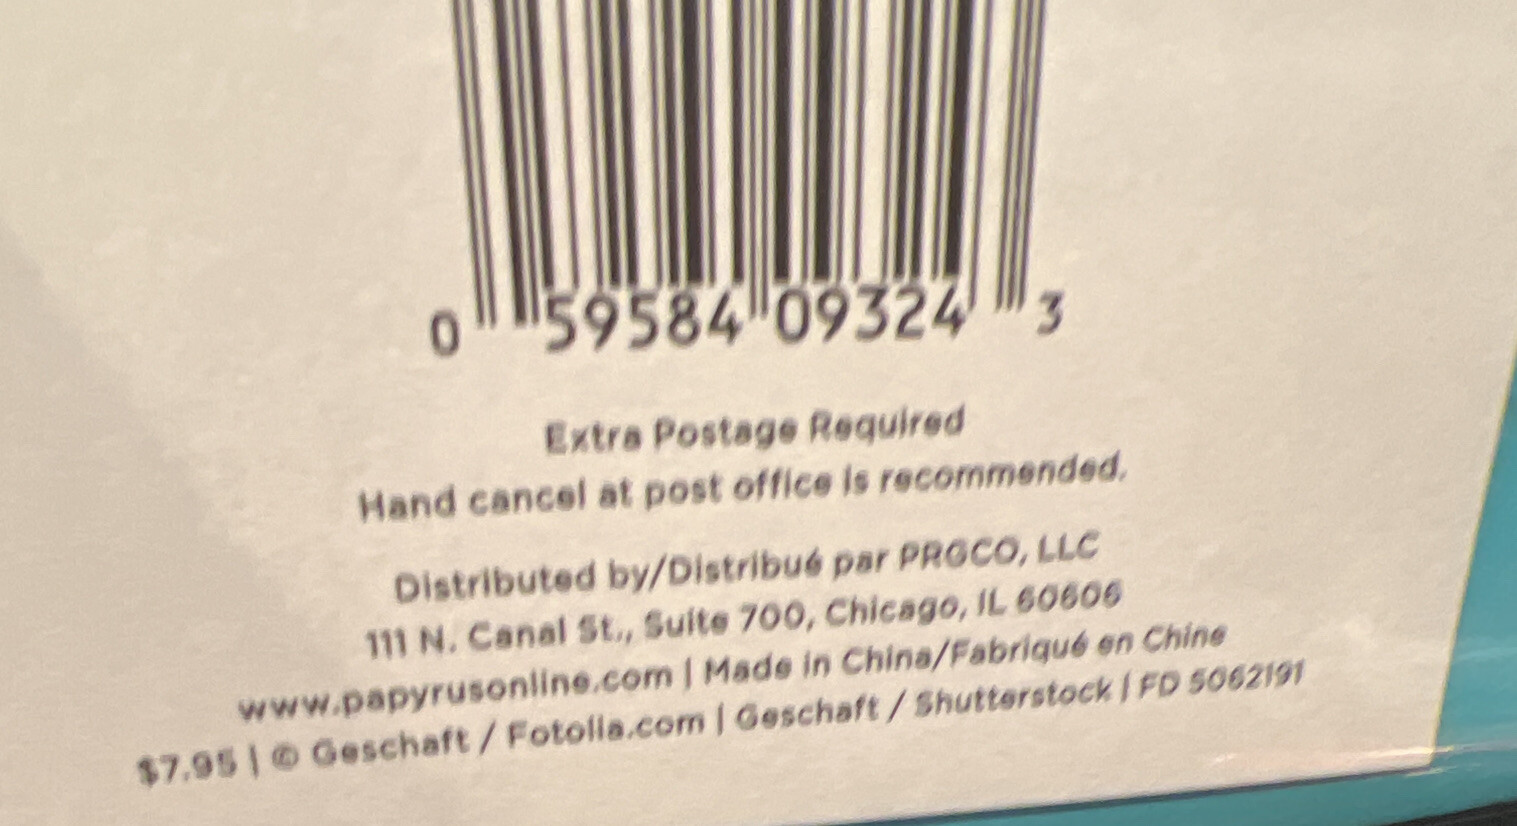 0 59584 09324 3
Extra Postage Required
Hand cancel at post office is recommended.
Distributed by/Distribué par PRGCO, LLC
111 N. Canal St., Suite 700, Chicago, IL 60606
www.papyrusonline.com | Made in China/Fabriqué en Chine
$7.95 | © Geschaft / Fotolia.com | Geschaft / Shutterstock | FD 5062191